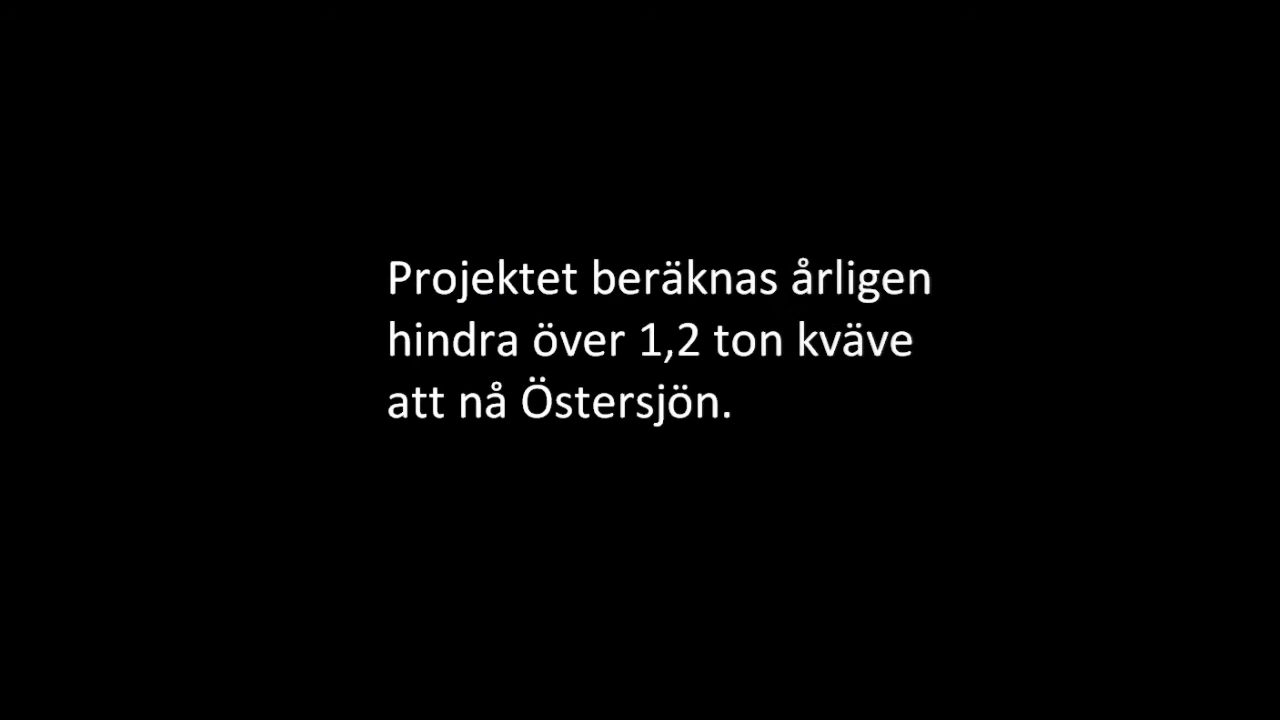 Projektet beräknas årligen
hindra över 1,2 ton kväve
att nå Östersjön.